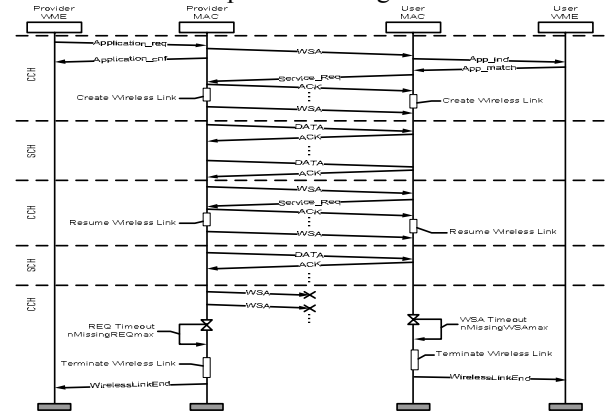 Provider
WME
Provider
MAC
User
MAC
User
WME
Application_req
WSA
Application_cnf
App_ind
App_match
Service_Req
ACK
CCH
Create Wireless Link
Create Wireless Link
WSA
DATA
ACK
SCH
DATA
ACK
WSA
Service_Req
ACK
CCH
Resume Wireless Link
Resume Wireless Link
WSA
DATA
SCH
ACK
WSA
CCH
WSA
REQ Timeout
nMissingREQmax
WSA Timeout
nMissingWSAmax
Terminate Wireless Link
Terminate Wireless Link
WirelessLinkEnd
WirelessLinkEnd